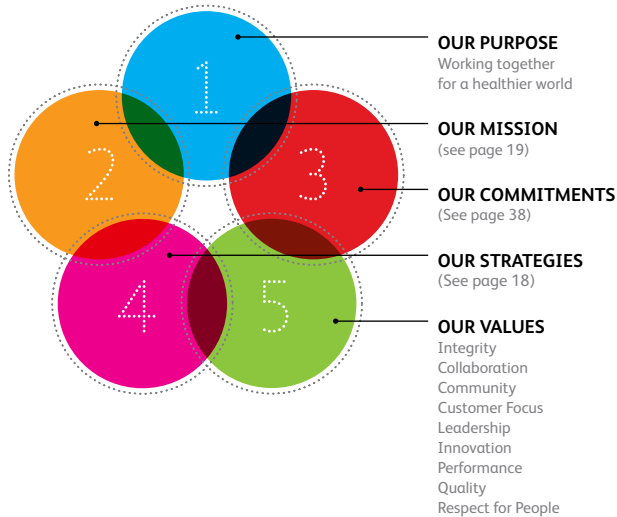 1
2
3
4
5
OUR PURPOSE
Working together
for a healthier world
OUR MISSION
(see page 19)
OUR COMMITMENTS
(See page 38)
OUR STRATEGIES
(See page 18)
OUR VALUES
Integrity
Collaboration
Community
Customer Focus
Leadership
Innovation
Performance
Quality
Respect for People